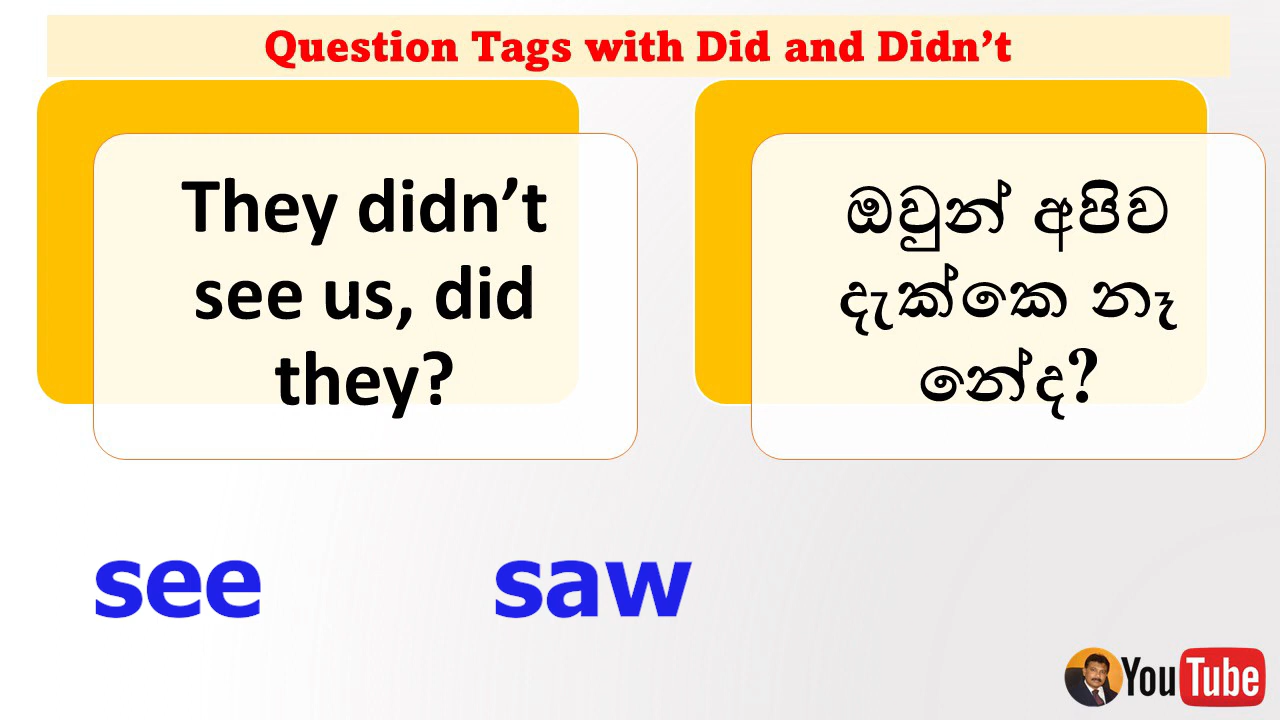 Question Tags with Did and Didn’t
They didn’t
see us, did
they?
ඔවුන් අපිව
දැක්කෙ නෑ
නේද?
see saw
YouTube